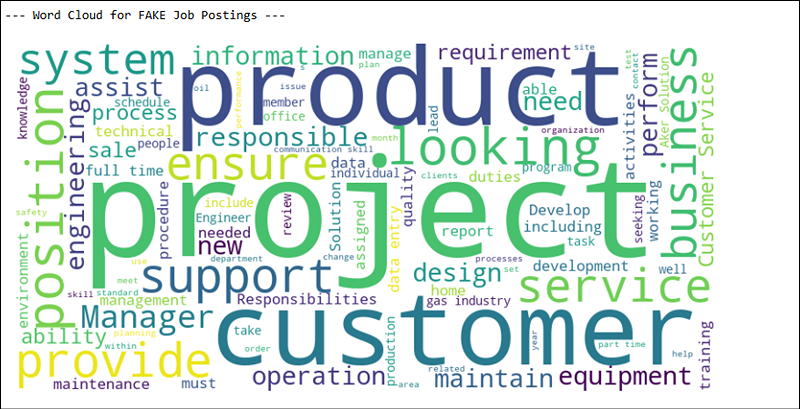 --- Word Cloud for FAKE Job Postings ---
system
information
manage
requirement
site
knowledge
assist
plan
s
issue
oil
product
able
need
test
contact
perform
Aker Solution
business
schedule
process
performance
member
office
lead
activities
Customer Service
position
engineering
technical
people
sale
responsible
month
looking
organization
full time
ensure
communication skill
data
individual
quality
clients
duties
program
project
safety
environment
procedure
include
Engineer
needed
new
review
Solution
assigned
data entry
report
Develop
including
task
seeking
working
use
department
change
processes
meet
support
design
set
development
well
skill
standard
management
Responsibilities
home
gas industry
service
Manager
planning
take
customer
ability
within
order
production
year
part time
help
training
provide
maintenance
must
operation
area
related
maintain
equipment